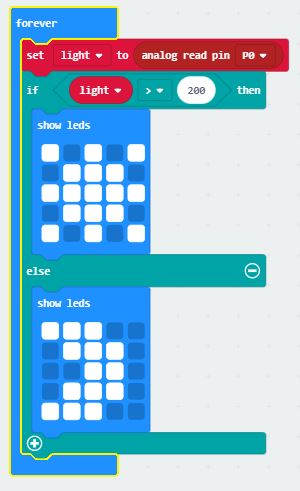 forever
set light to analog read pin P0
if light > 200 then
show leds
else
show leds